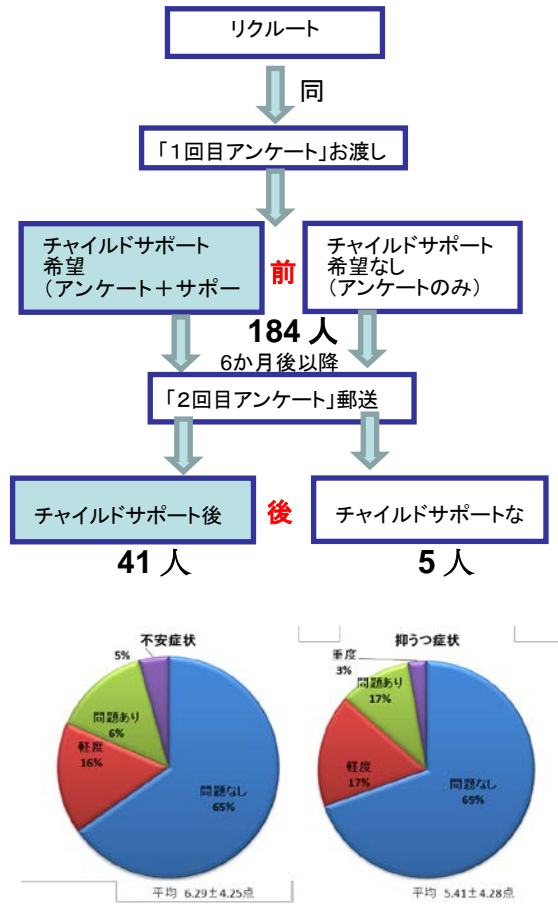 リクルート
同
「１回目アンケート」お渡し
チャイルドサポート
希望
（アンケート＋サポー
前
チャイルドサポート
希望なし
（アンケートのみ）
184 人
6か月後以降
「２回目アンケート」郵送
チャイルドサポート後
後
チャイルドサポートな
41 人
5 人
不安症状
5%
問題あり
6%
軽度
16%
問題なし
65%
平均 6.29±4.25点
抑うつ症状
重度
3%
問題あり
17%
軽度
17%
問題なし
69%
平均 5.41±4.28点